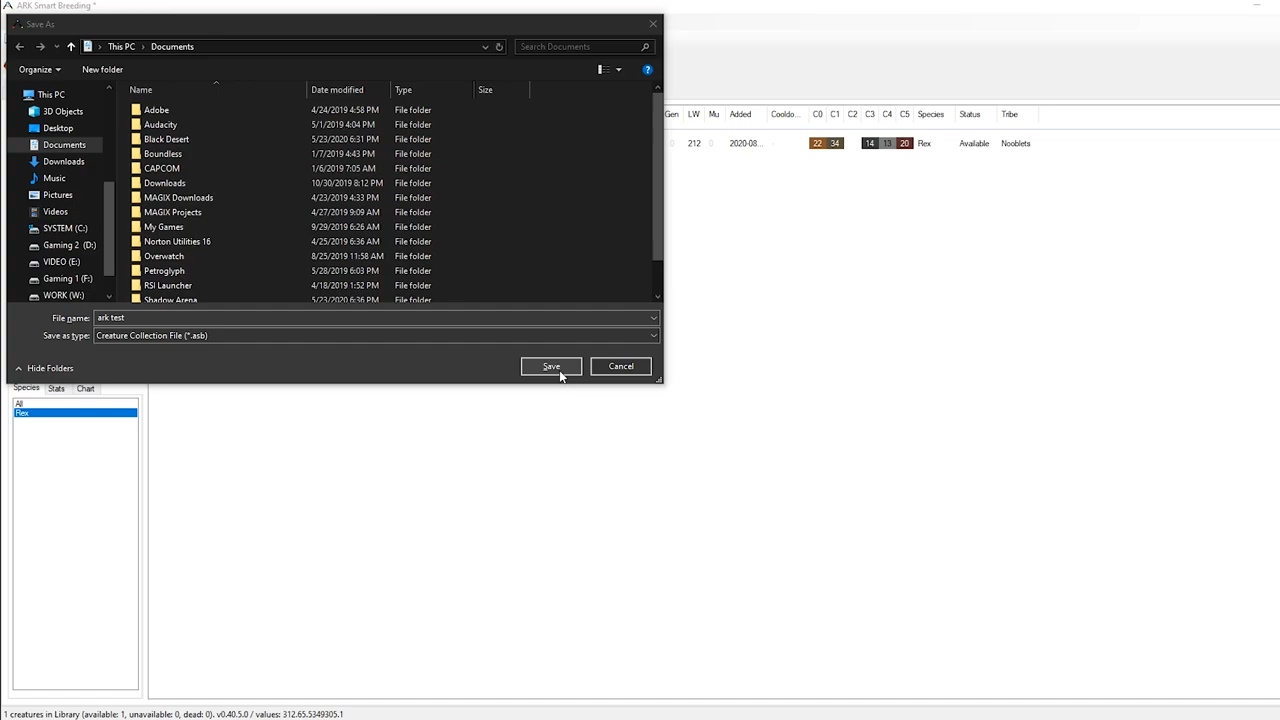 ARK Smart Breeding *
Save As
This PC > Documents
Search Documents
Organize
New folder
Name
Date modified
Type
Size
This PC
3D Objects
Desktop
Documents
Downloads
Music
Pictures
Videos
SYSTEM (C:)
Gaming 2 (D:)
VIDEO (E:)
Gaming 1 (F:)
WORK (W:)
Adobe 4/24/2019 4:58 PM File folder
Audacity 5/1/2019 4:04 PM File folder
Black Desert 5/23/2020 6:31 PM File folder
Boundless 1/7/2019 4:43 PM File folder
CAPCOM 1/6/2019 7:05 AM File folder
Downloads 10/30/2019 8:12 PM File folder
MAGIX Downloads 4/23/2019 4:33 PM File folder
MAGIX Projects 4/27/2019 9:09 AM File folder
My Games 9/29/2019 6:26 AM File folder
Norton Utilities 16 4/25/2019 6:36 AM File folder
Overwatch 8/25/2019 11:58 AM File folder
Petroglyph 5/28/2019 6:03 PM File folder
RSI Launcher 4/18/2019 1:52 PM File folder
Shadow Arena 5/23/2020 6:36 PM File folder
File name: ark test
Save as type: Creature Collection File (*.asb)
Hide Folders
Save
Cancel
Gen LW Mu Added Cooldo... C0 C1 C2 C3 C4 C5 Species Status Tribe
0 212 0 2020-08... 22 34 14 13 20 Rex Available Nooblets
Species Stats Chart
All
Rex
1 creatures in Library (available: 1, unavailable: 0, dead: 0). v0.40.5.0 / values: 312.65.5349305.1